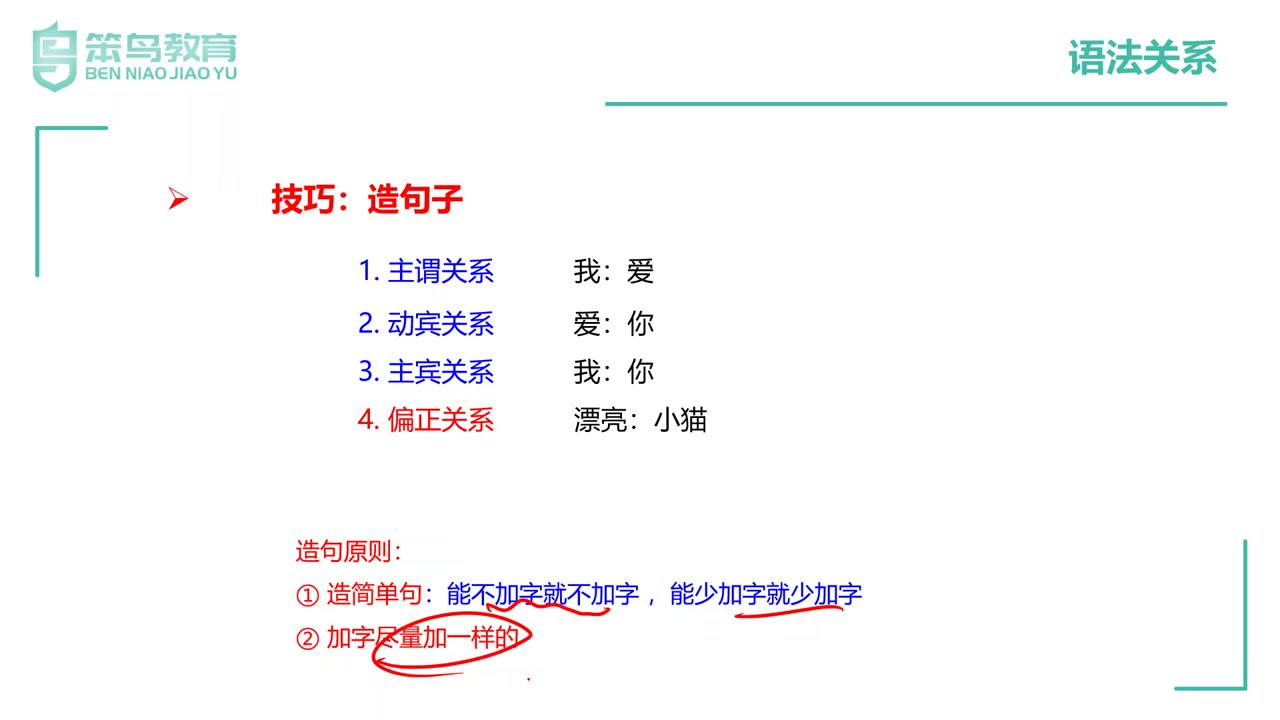 笨鸟教育
BEN NIAO JIAO YU
语法关系
技巧：造句子
1. 主谓关系 我：爱
2. 动宾关系 爱：你
3. 主宾关系 我：你
4. 偏正关系 漂亮：小猫
造句原则：
① 造简单句：能不加字就不加字，能少加字就少加字
② 加字尽量加一样的